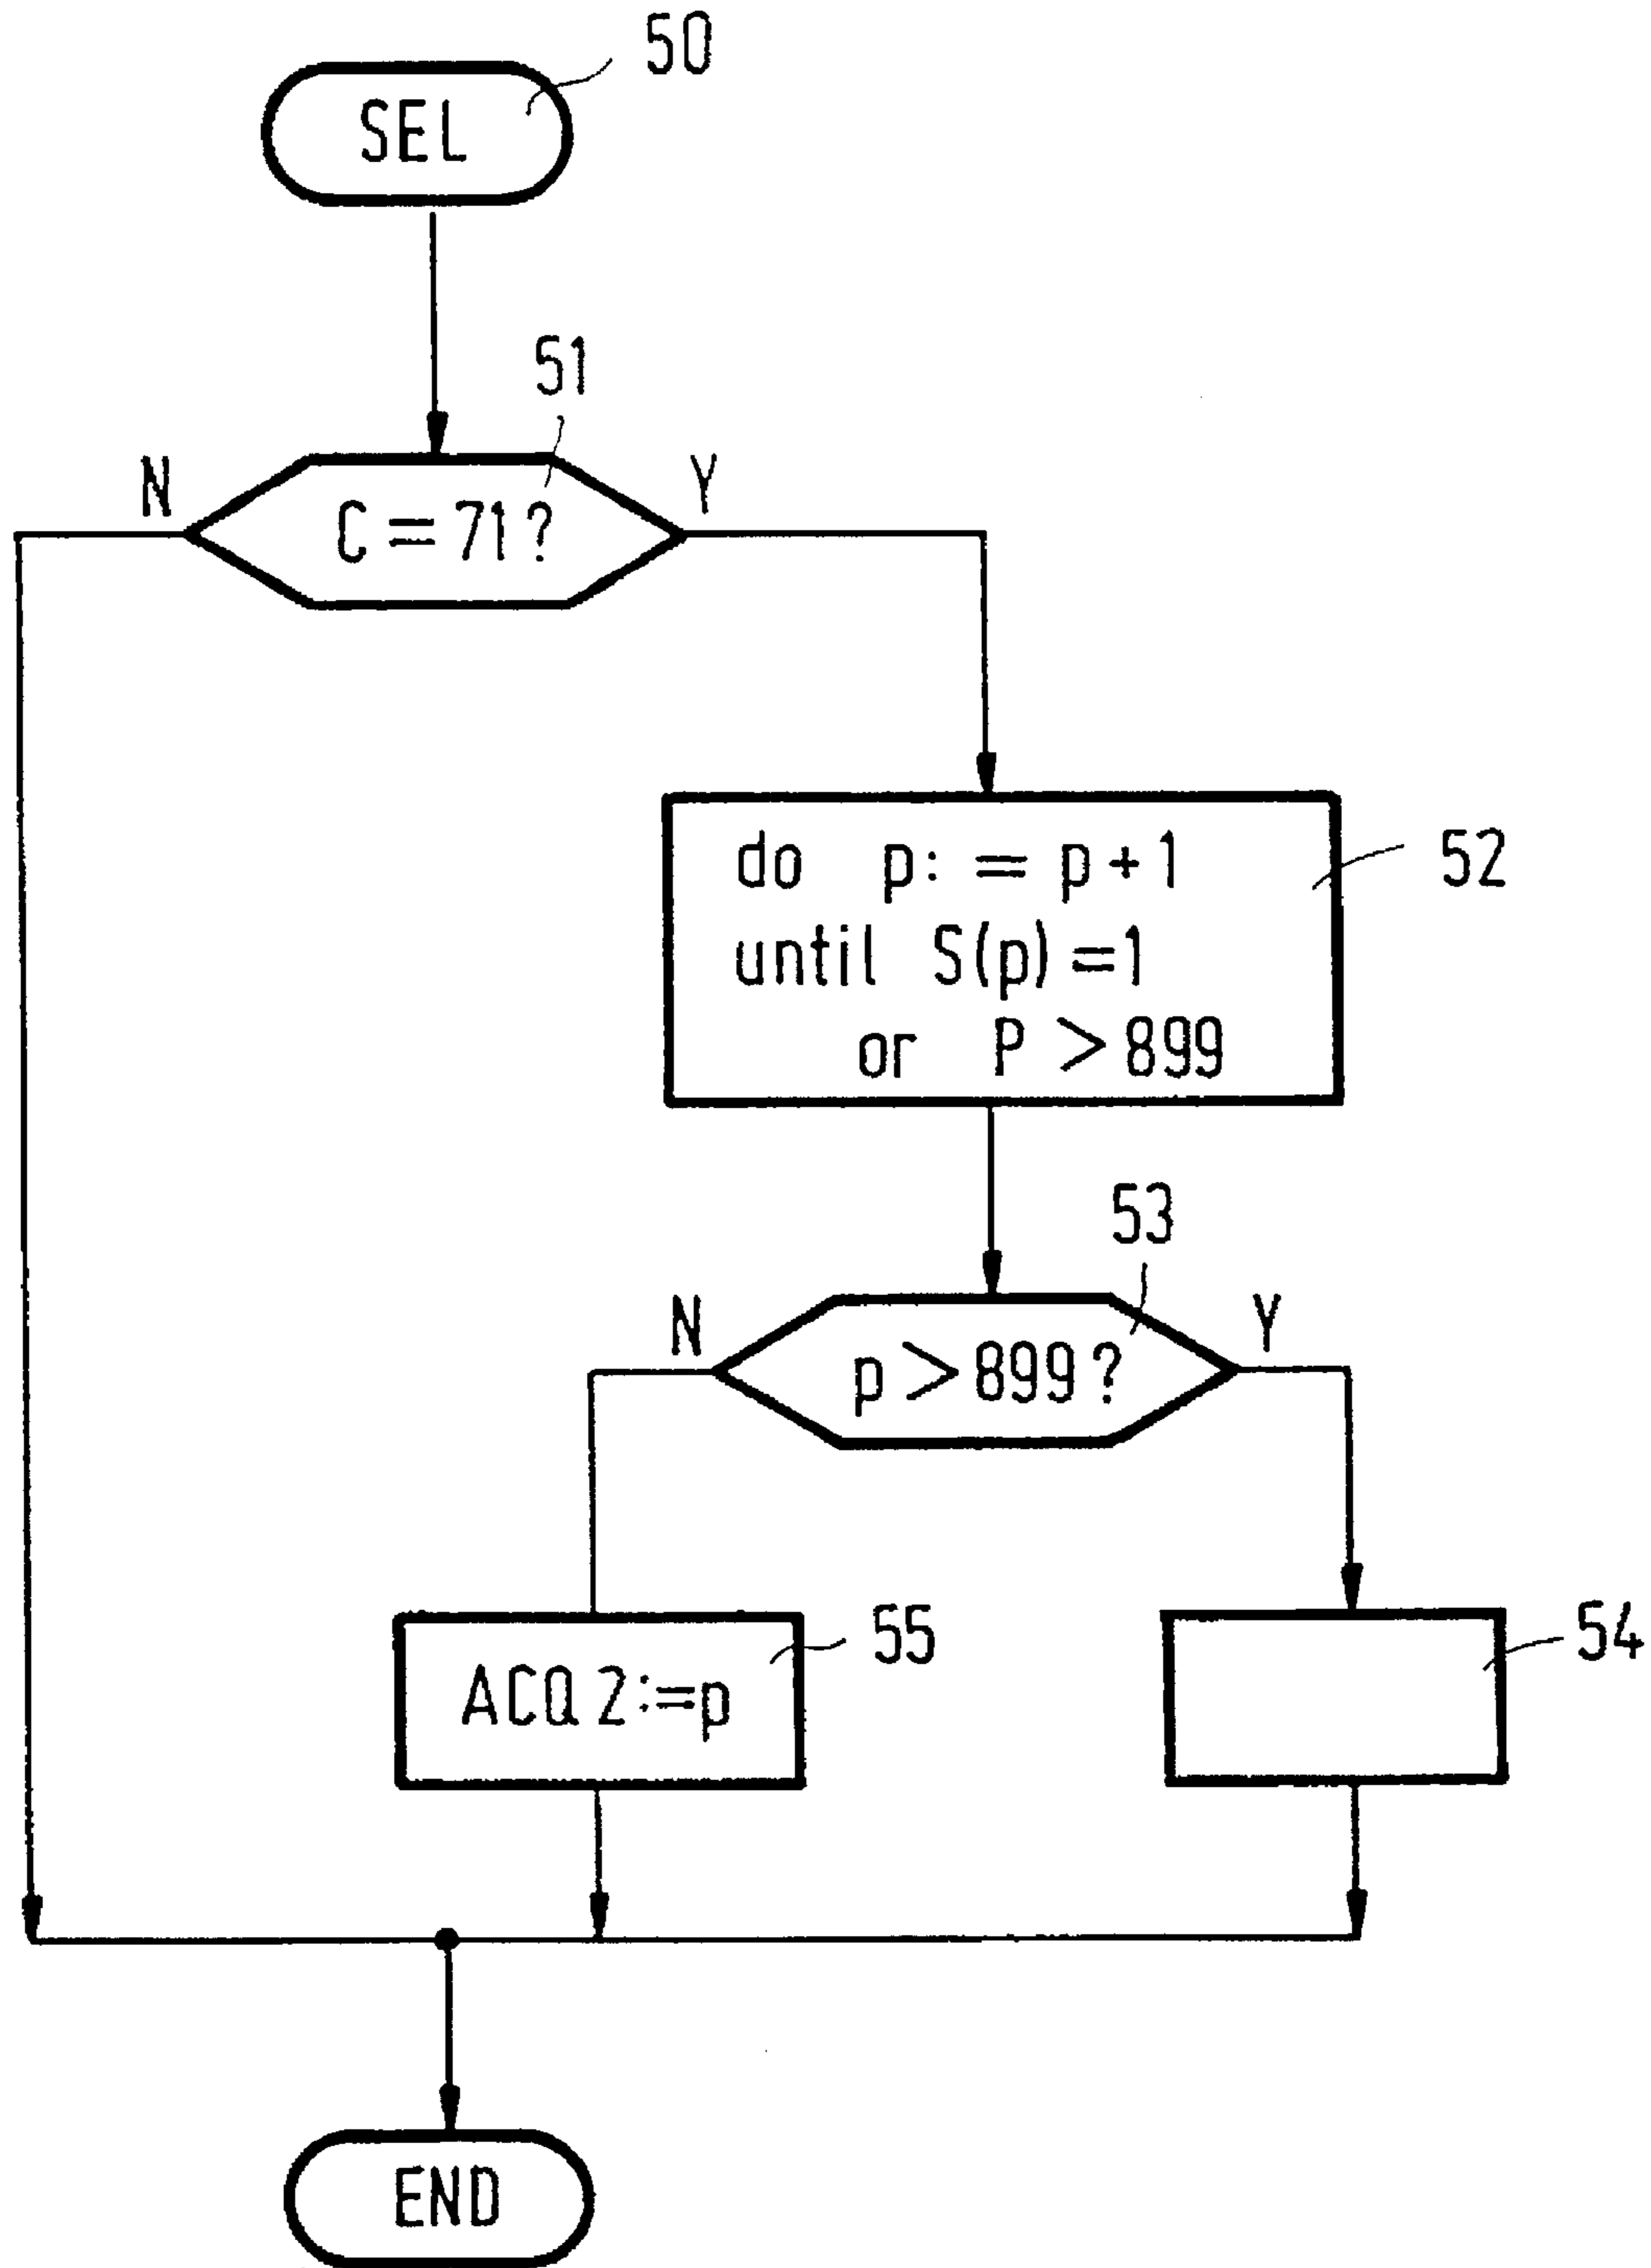 50
SEL
51
N
Y
C = 71?
do p: = p + 1
until S(p) = 1
or P > 899
52
53
N
Y
p > 899?
55
54
ACQ 2:=p
END